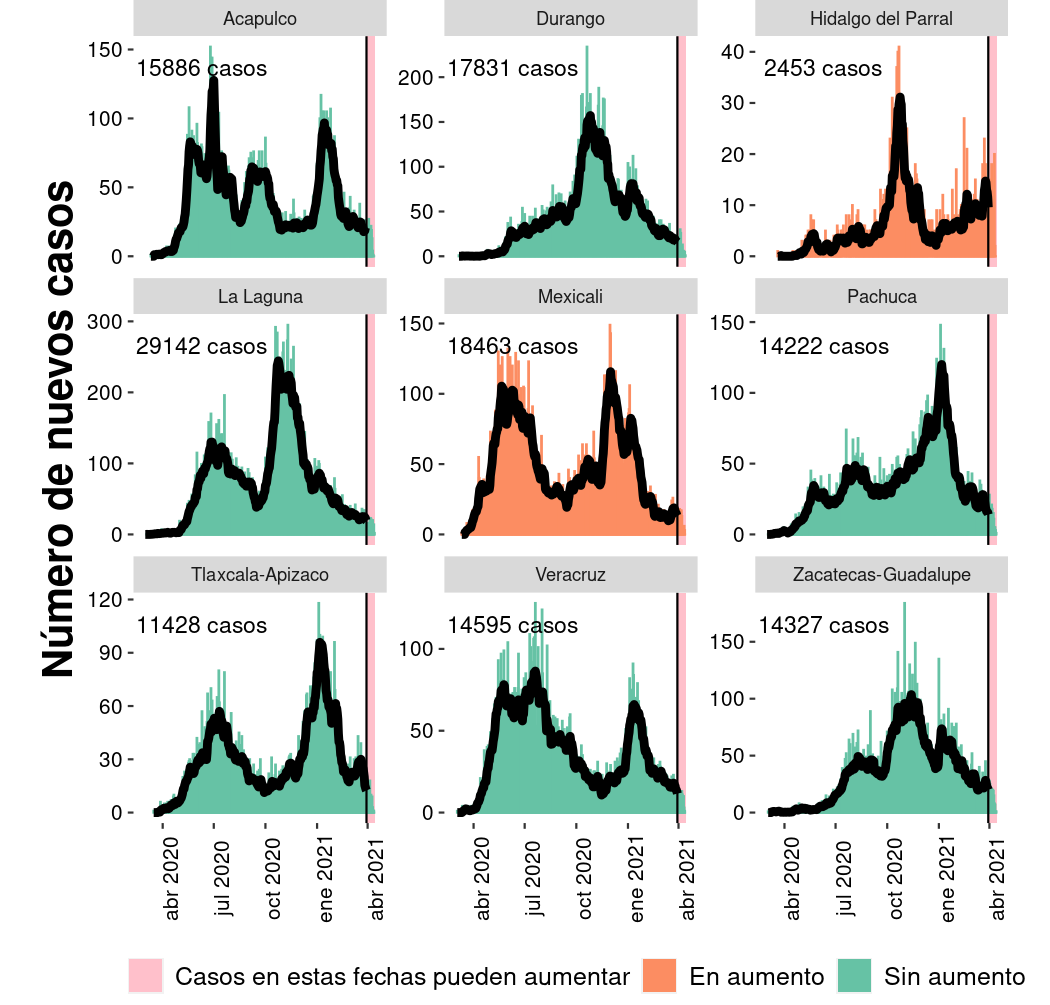 Número de nuevos casos
Acapulco
15886 casos
150
100
50
0
Durango
17831 casos
200
150
100
50
0
Hidalgo del Parral
2453 casos
40
30
20
10
0
La Laguna
29142 casos
300
200
100
0
Mexicali
18463 casos
150
100
50
0
Pachuca
14222 casos
150
100
50
0
Tlaxcala-Apizaco
11428 casos
120
90
60
30
0
Veracruz
14595 casos
100
50
0
Zacatecas-Guadalupe
14327 casos
150
100
50
0
abr 2020
jul 2020
oct 2020
ene 2021
abr 2021
abr 2020
jul 2020
oct 2020
ene 2021
abr 2021
abr 2020
jul 2020
oct 2020
ene 2021
abr 2021
Casos en estas fechas pueden aumentar
En aumento
Sin aumento